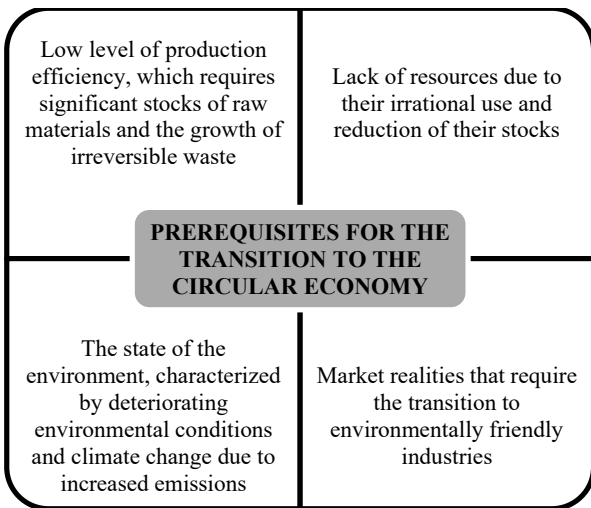 Low level of production
efficiency, which requires
significant stocks of raw
materials and the growth of
irreversible waste
Lack of resources due to
their irrational use and
reduction of their stocks
PREREQUISITES FOR THE
TRANSITION TO THE
CIRCULAR ECONOMY
The state of the
environment, characterized
by deteriorating
environmental conditions
and climate change due to
increased emissions
Market realities that require
the transition to
environmentally friendly
industries